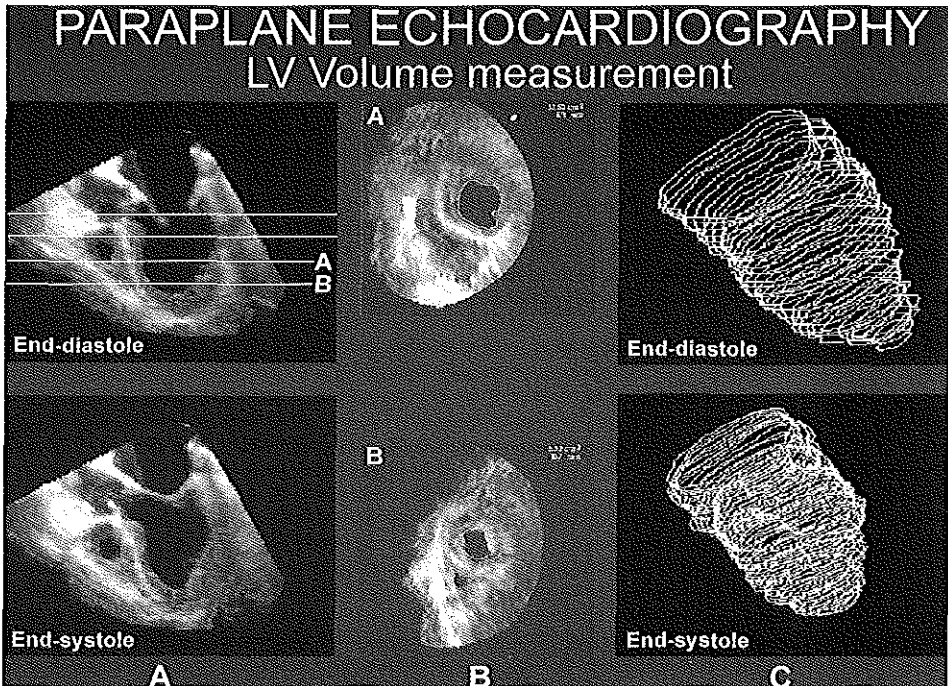 PARAPLANE ECHOCARDIOGRAPHY
LV Volume measurement
A
A
B
End-diastole
End-diastole
B
End-systole
End-systole
A
B
C